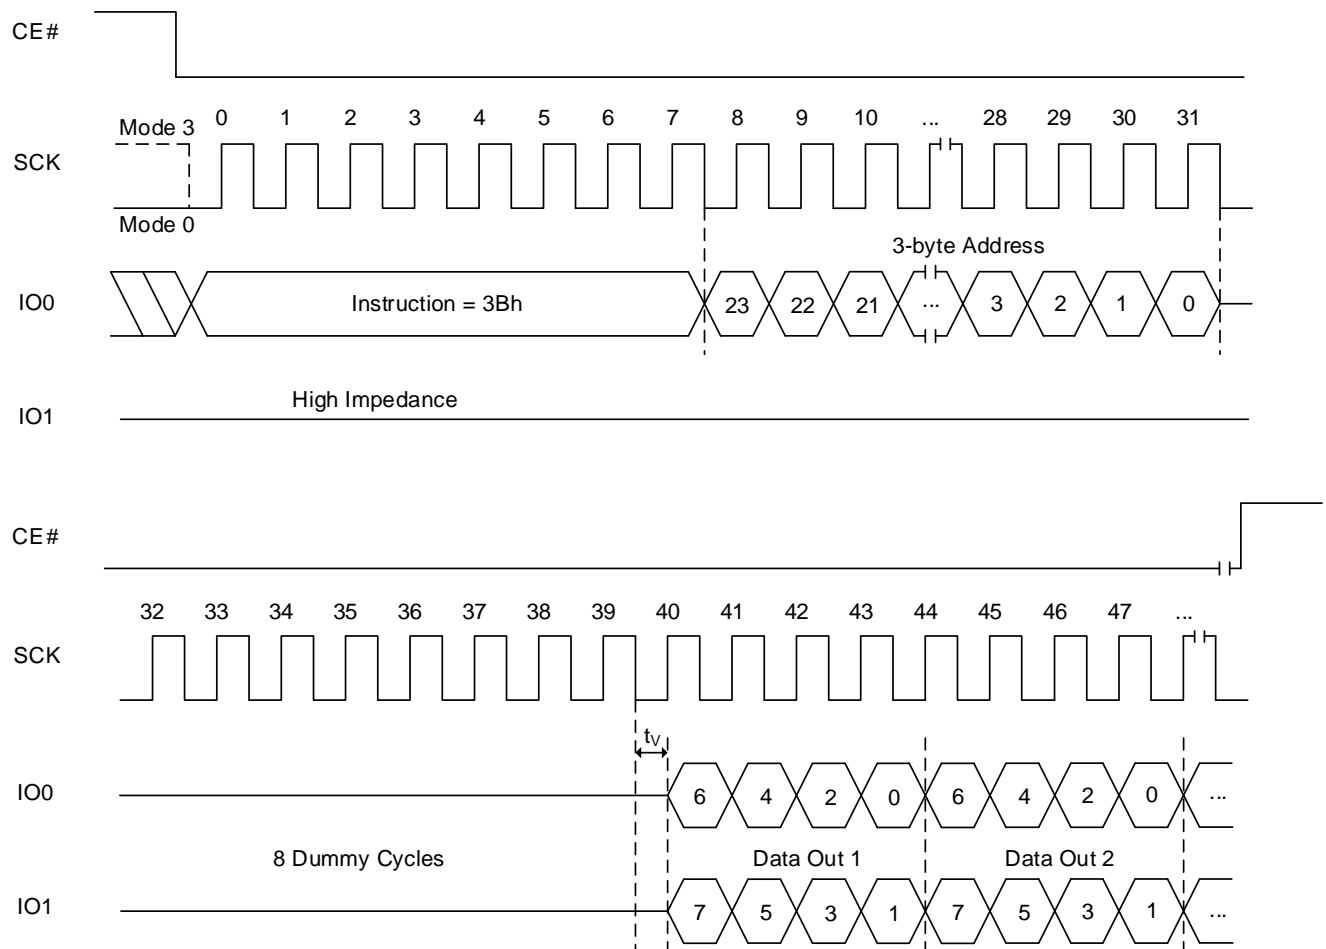 CE#
Mode 3 0 1 2 3 4 5 6 7 8 9 10 ... 28 29 30 31
SCK
Mode 0
3-byte Address
IO0 Instruction = 3Bh 23 22 21 ... 3 2 1 0
High Impedance
IO1
CE#
32 33 34 35 36 37 38 39 40 41 42 43 44 45 46 47 ...
SCK
tV
IO0 6 4 2 0 6 4 2 0 ...
8 Dummy Cycles Data Out 1 Data Out 2
IO1 7 5 3 1 7 5 3 1 ...